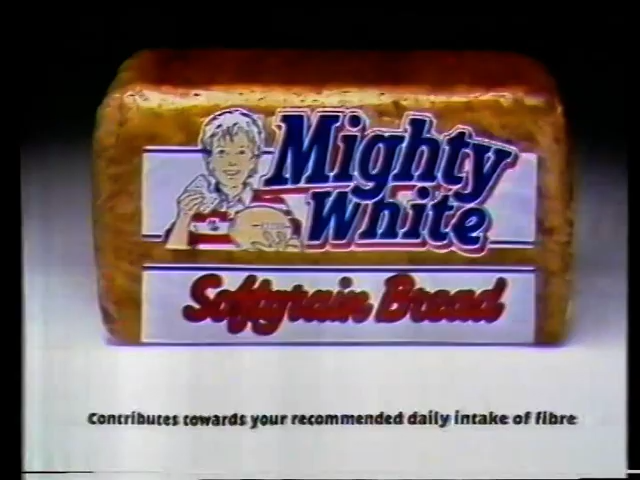 Mighty
White
Softgrain Bread
Contributes towards your recommended daily intake of fibre